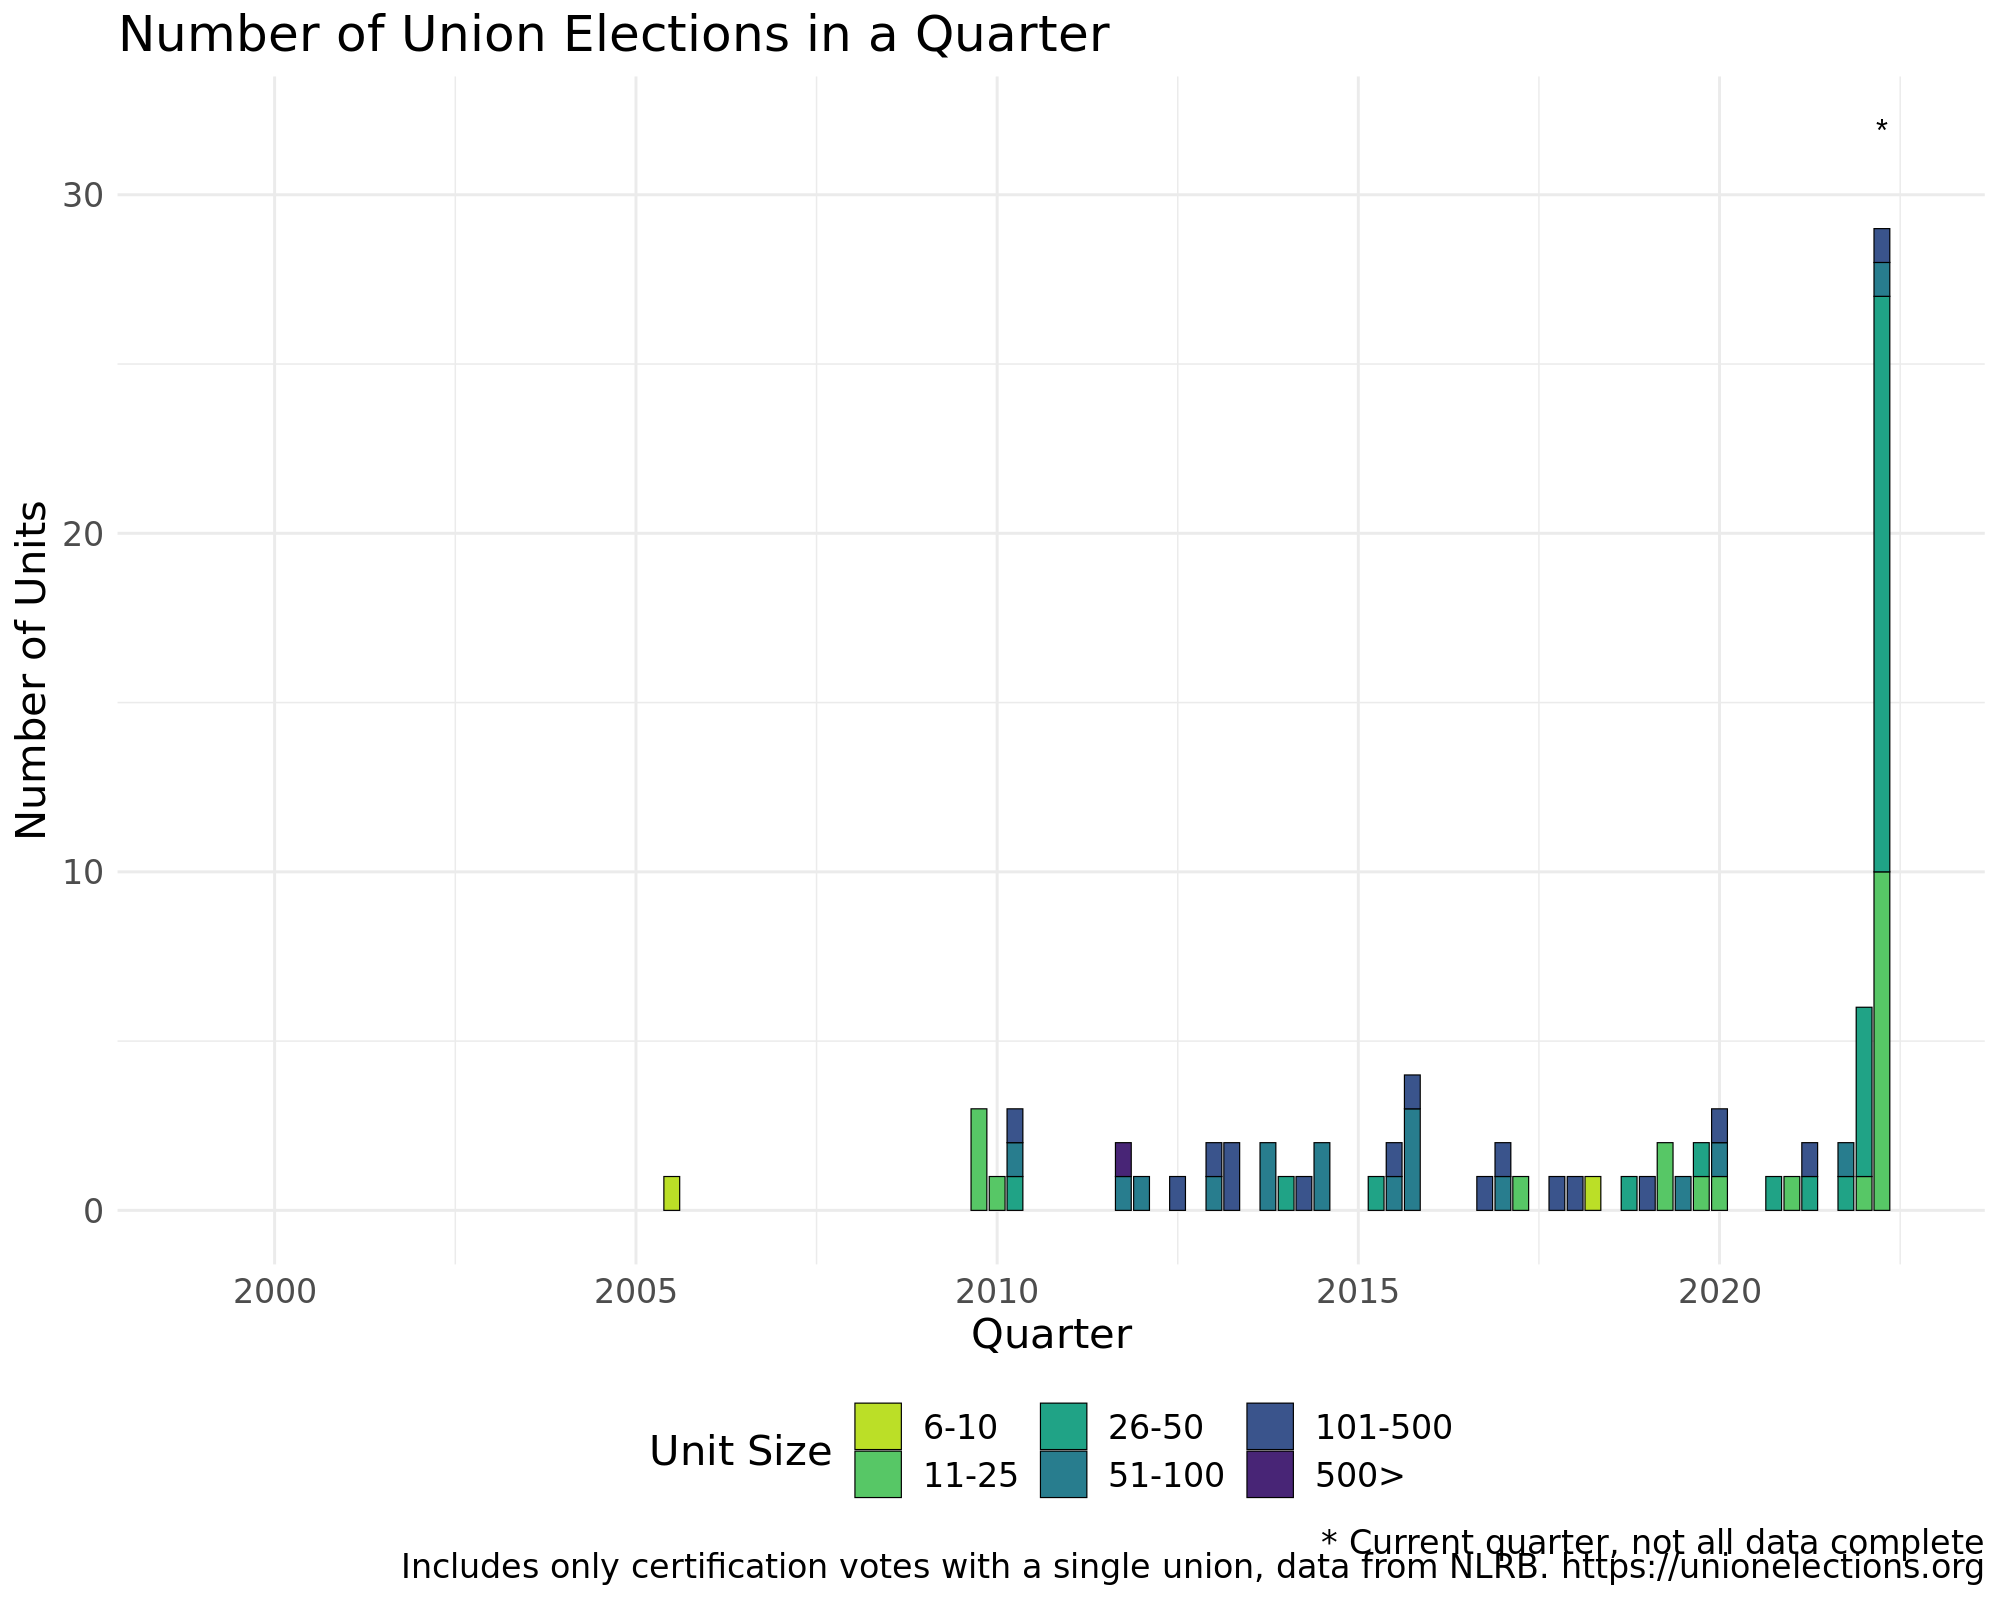 Number of Union Elections in a Quarter
*
30
20
10
0
Number of Units
2000 2005 2010 2015 2020
Quarter
Unit Size
6-10 26-50 101-500
11-25 51-100 500>
* Current quarter, not all data complete
Includes only certification votes with a single union, data from NLRB. https://unionelections.org